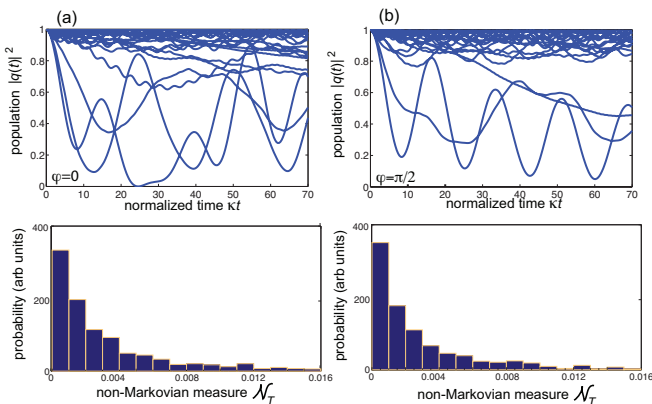 (a)
population |q(t)|²
1
0.8
0.6
0.4
0.2
0
φ=0
0 10 20 30 40 50 60 70
normalized time κt
(b)
population |q(t)|²
1
0.8
0.6
0.4
0.2
0
φ=π/2
0 10 20 30 40 50 60 70
normalized time κt
probability (arb units)
400
200
0
0 0.004 0.008 0.012 0.016
non-Markovian measure 𝒩_T
probability (arb units)
400
200
0
0 0.004 0.008 0.012 0.016
non-Markovian measure 𝒩_T